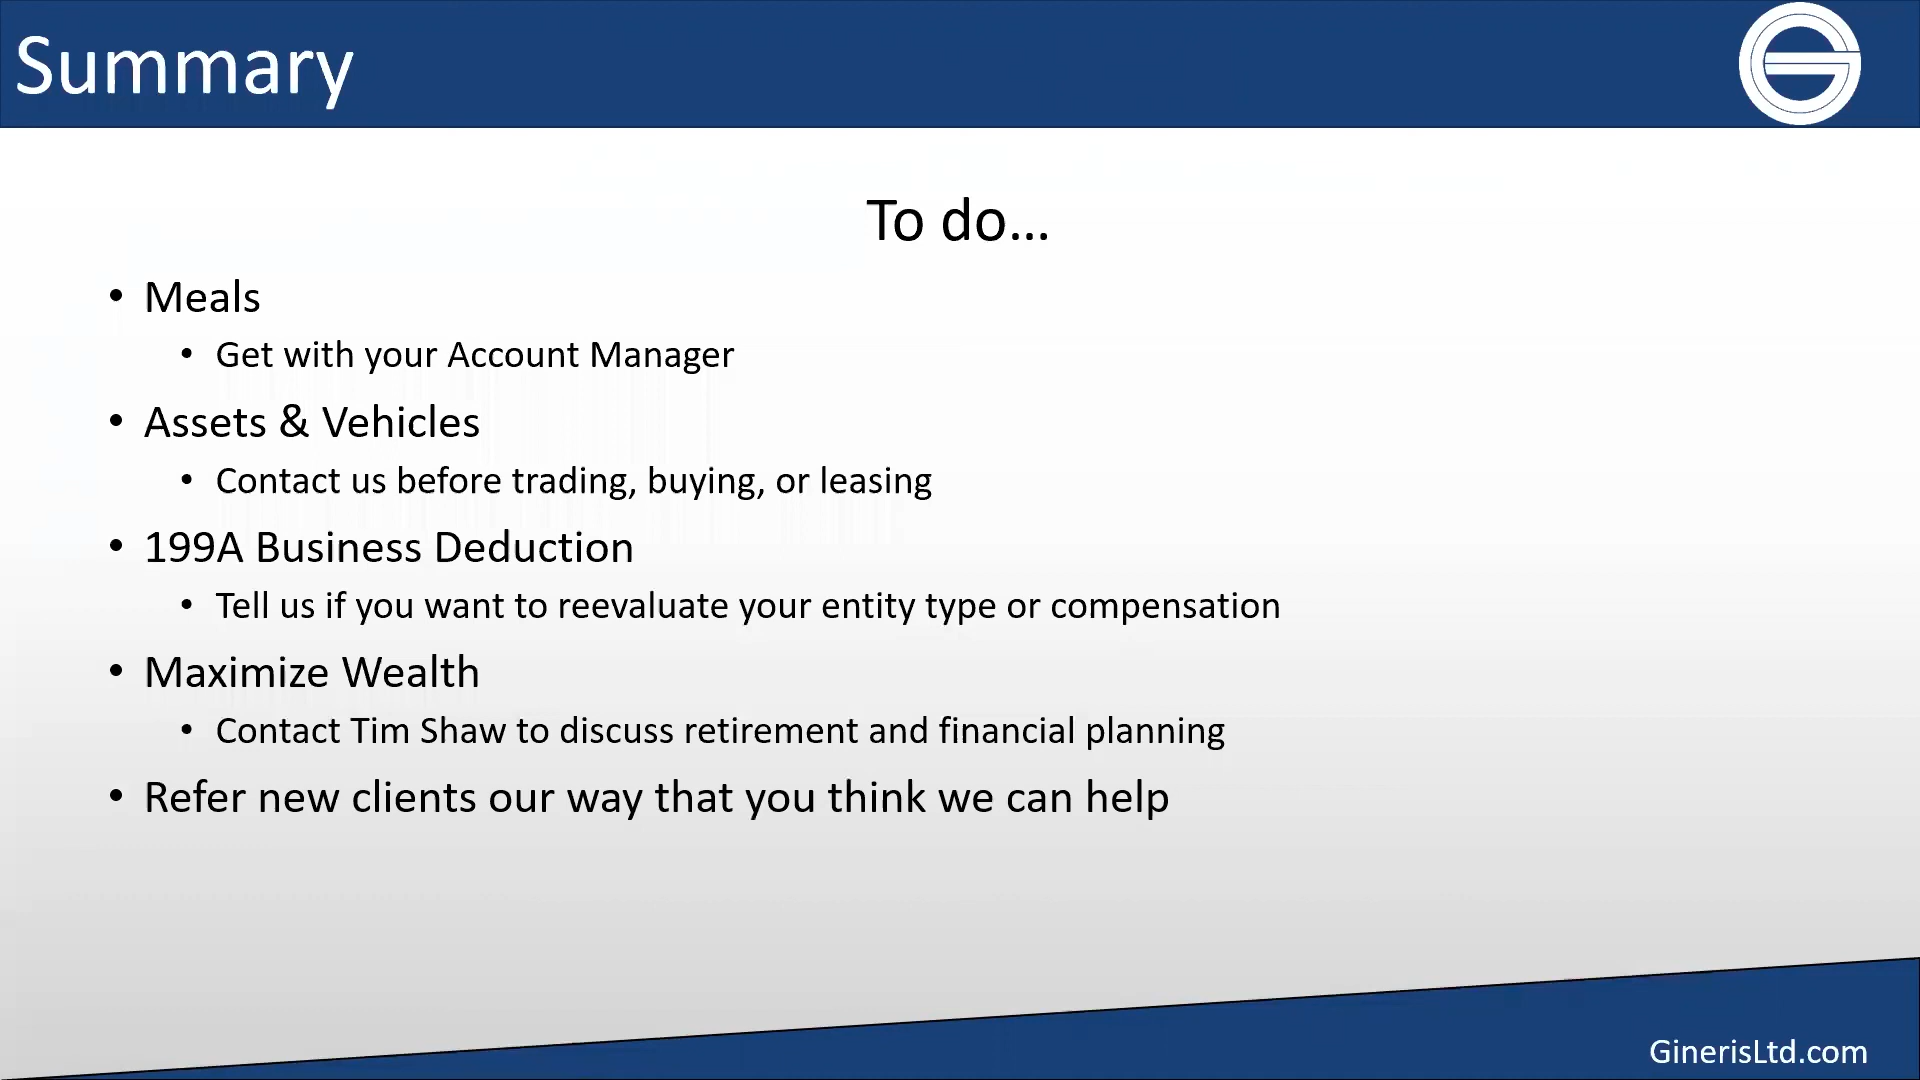 Summary
To do...
• Meals
• Get with your Account Manager
• Assets & Vehicles
• Contact us before trading, buying, or leasing
• 199A Business Deduction
• Tell us if you want to reevaluate your entity type or compensation
• Maximize Wealth
• Contact Tim Shaw to discuss retirement and financial planning
• Refer new clients our way that you think we can help
GinerisLtd.com